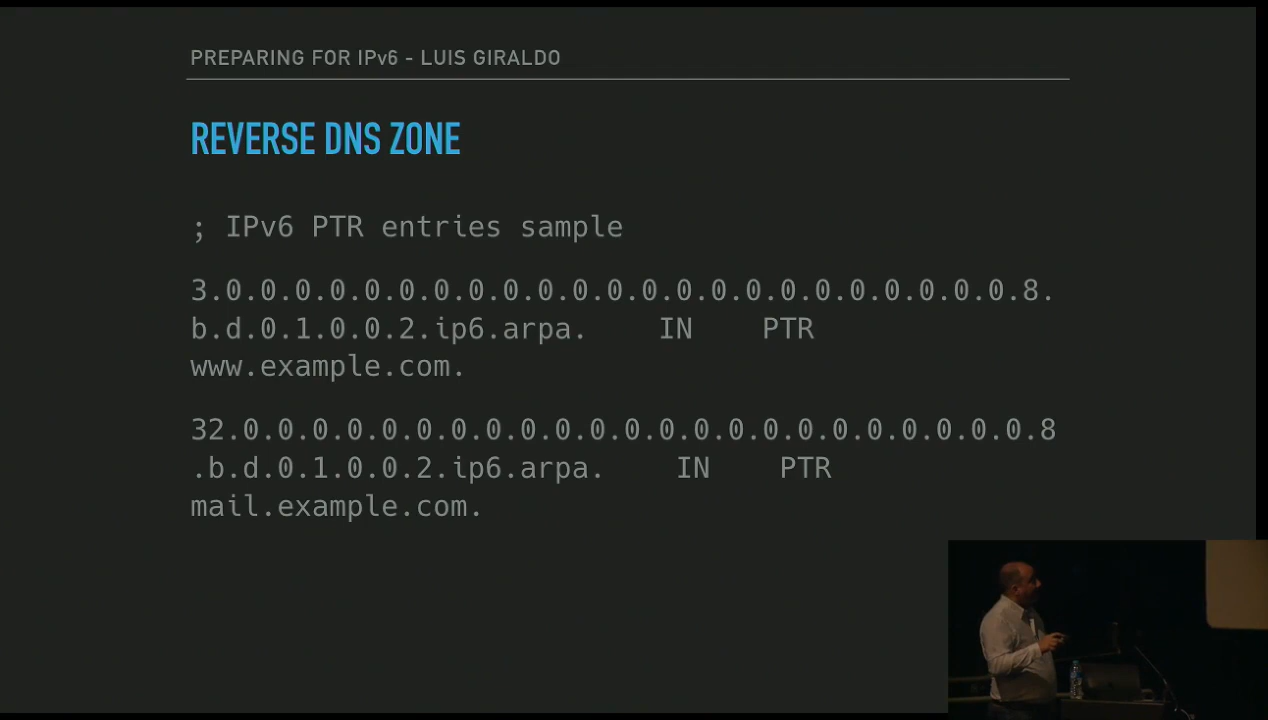 PREPARING FOR IPv6 - LUIS GIRALDO
REVERSE DNS ZONE
; IPv6 PTR entries sample
3.0.0.0.0.0.0.0.0.0.0.0.0.0.0.0.0.0.0.0.0.0.0.0.8.
b.d.0.1.0.0.2.ip6.arpa. IN PTR
www.example.com.
32.0.0.0.0.0.0.0.0.0.0.0.0.0.0.0.0.0.0.0.0.0.0.0.8
.b.d.0.1.0.0.2.ip6.arpa. IN PTR
mail.example.com.